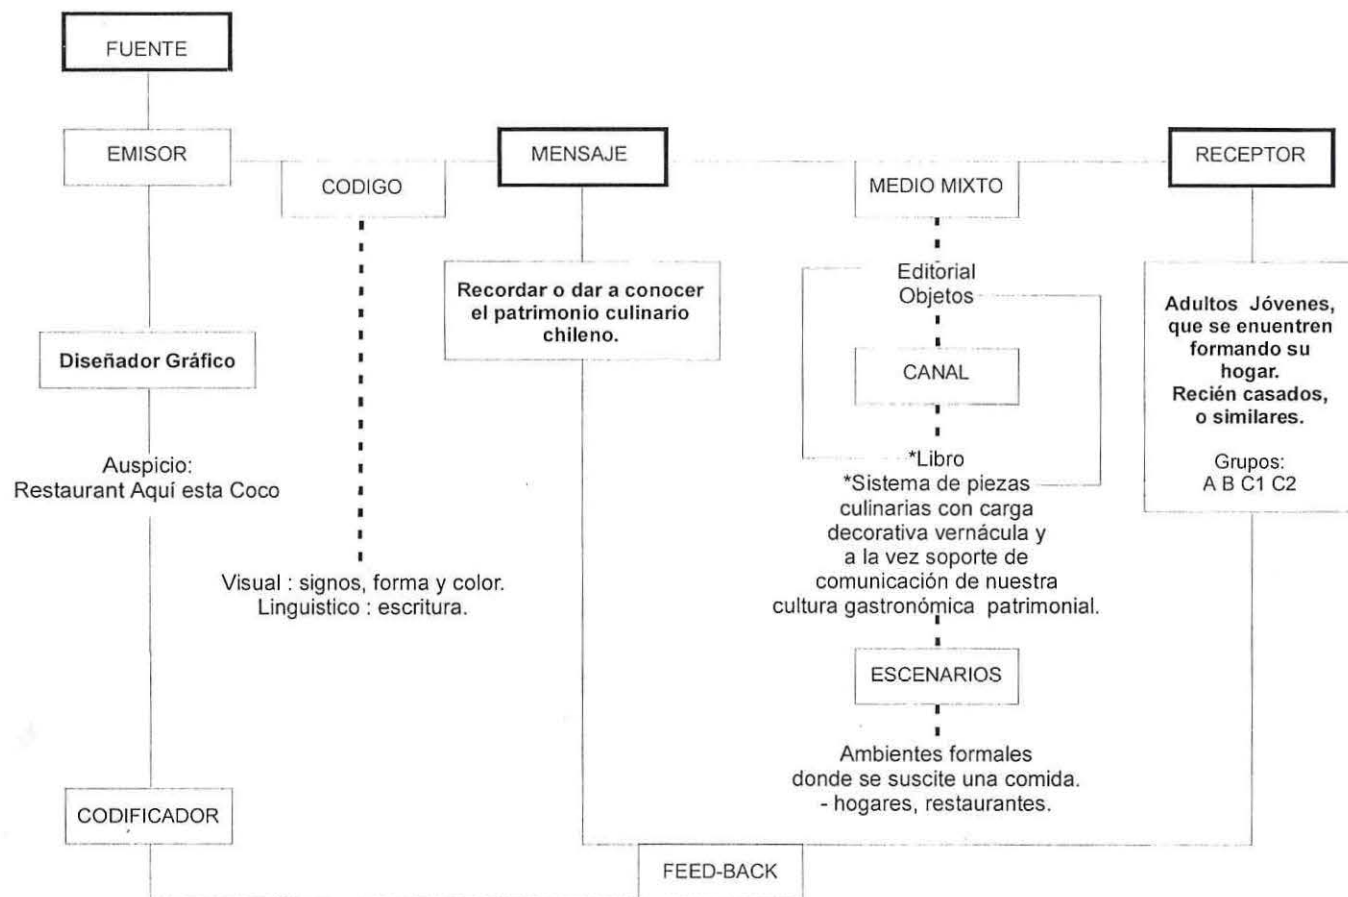 FUENTE
EMISOR
CODIGO
MENSAJE
MEDIO MIXTO
RECEPTOR
Diseñador Gráfico
Auspicio:
Restaurant Aquí esta Coco
Visual : signos, forma y color.
Linguistico : escritura.
Recordar o dar a conocer
el patrimonio culinario
chileno.
Editorial
Objetos
CANAL
*Libro
*Sistema de piezas
culinarias con carga
decorativa vernácula y
a la vez soporte de
comunicación de nuestra
cultura gastronómica patrimonial.
ESCENARIOS
Ambientes formales
donde se suscite una comida.
- hogares, restaurantes.
Adultos Jóvenes,
que se enuentren
formando su
hogar.
Recién casados,
o similares.
Grupos:
A B C1 C2
CODIFICADOR
FEED-BACK